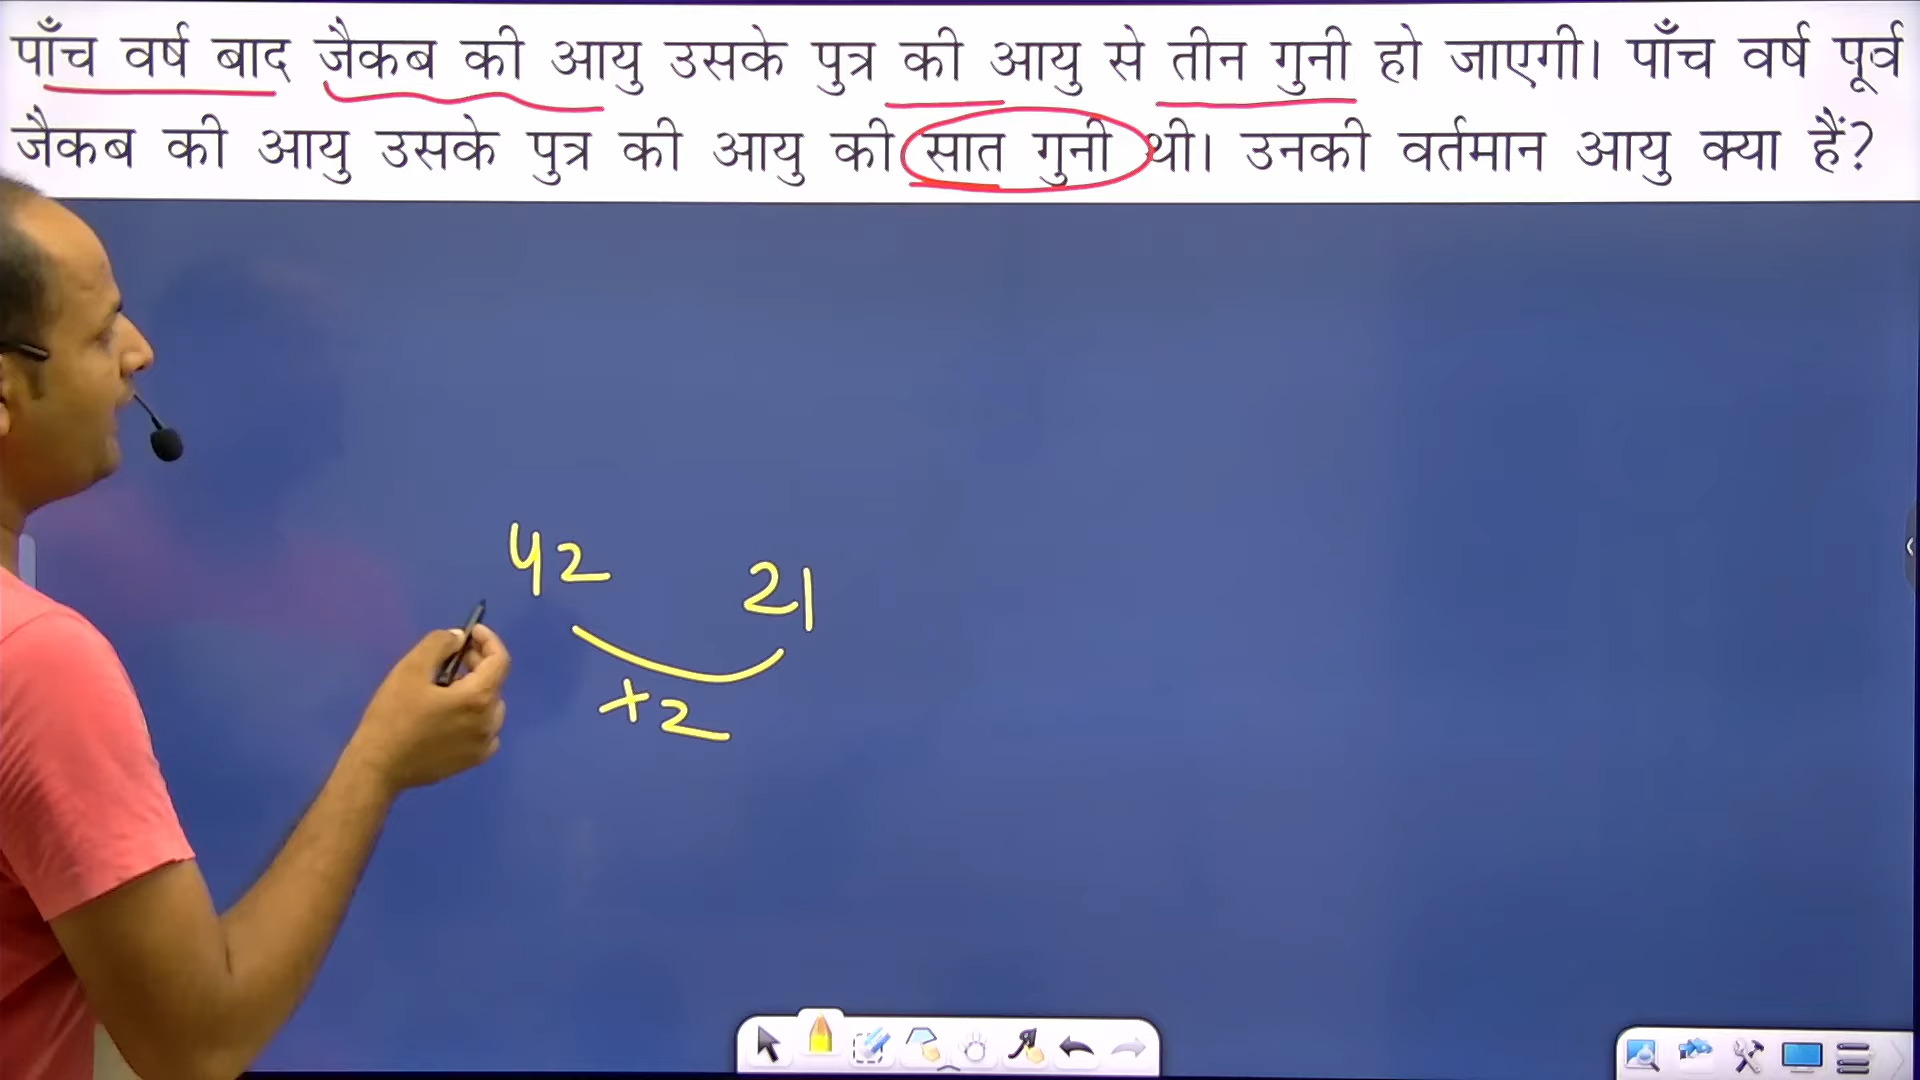 पाँच वर्ष बाद जैकब की आयु उसके पुत्र की आयु से तीन गुनी हो जाएगी। पाँच वर्ष पूर्व
जैकब की आयु उसके पुत्र की आयु की सात गुनी थी। उनकी वर्तमान आयु क्या हैं?
42 21
×2